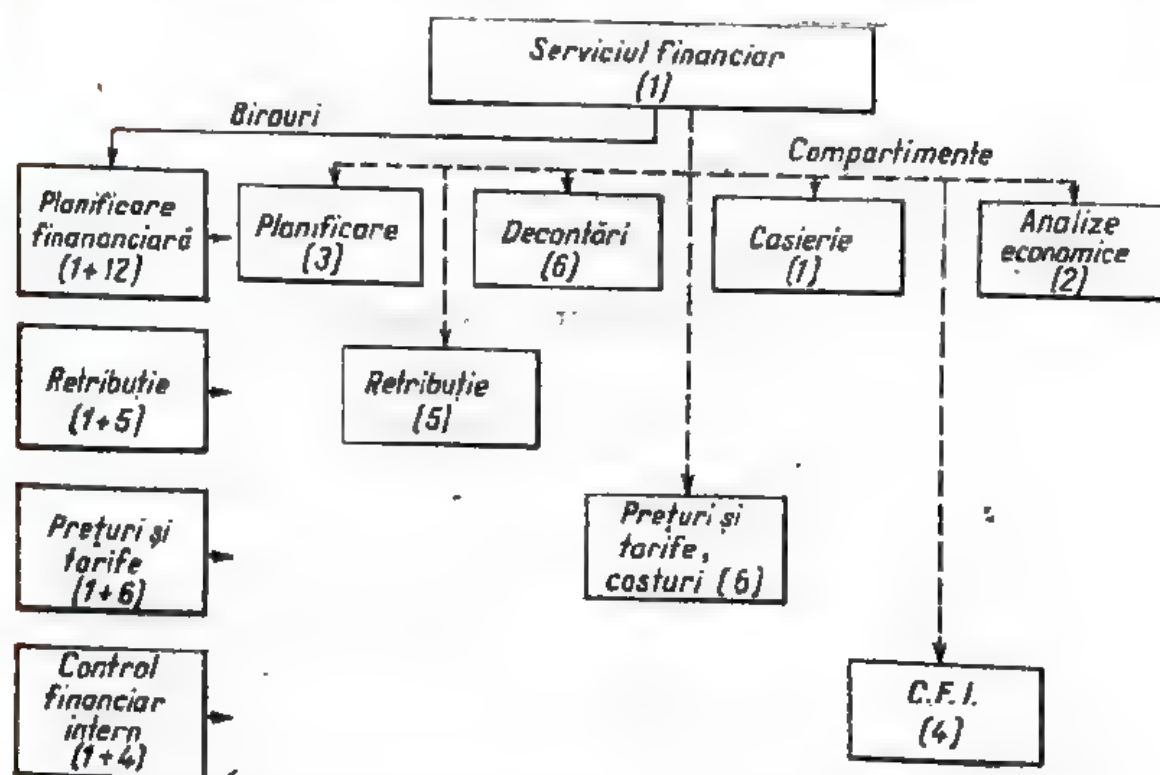 Serviciul financiar
(1)
Birouri
Compartimente
Planificare
finananciară
(1+12)
Planificare
(3)
Decontări
(6)
Casierie
(1)
Analize
economice
(2)
Retribuție
(1+5)
Retribuție
(5)
Prețuri și
tarife
(1+6)
Prețuri și
tarife,
costuri (6)
Control
financiar
intern
(1+4)
C.F.I.
(4)